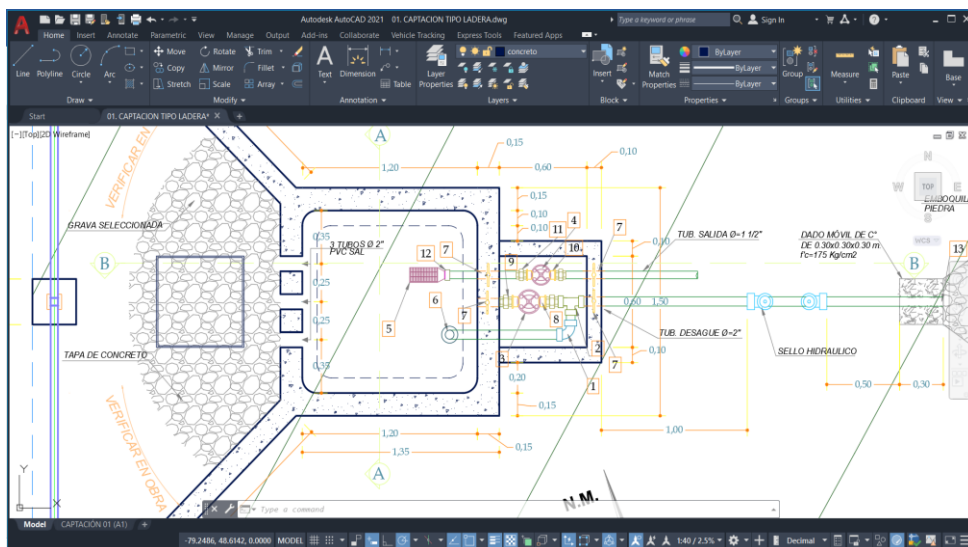 Autodesk AutoCAD 2021 01. CAPTACION TIPO LADERA.dwg
Type a keyword or phrase
Sign In
Home Insert Annotate Parametric View Manage Output Add-ins Collaborate Vehicle Tracking Express Tools Featured Apps
Line Polyline Circle Arc
Move Rotate Trim
Copy Mirror Fillet
Stretch Scale Array
Text Dimension
Table
Layer Properties
concreto
Insert
Match Properties
ByLayer
ByLayer
ByLayer
Group
Measure
Paste
Base
Draw Modify Annotation Layers Block Properties Groups Utilities Clipboard View
Start 01. CAPTACION TIPO LADERA*
[−][Top][2D Wireframe]
A
0,15
1,20
0,60
0,10
VERIFICAR EN
N
W
TOP
E
S
WCS
0,15
0,10
0,10
GRAVA SELECCIONADA
EMBOQUIL
PIEDRA
7
4
11
10
12
7
9
0,35
3 TUBOS Ø 2"
PVC SAL
0,10
TUB. SALIDA Ø=1 1/2"
DADO MÓVIL DE C°
DE 0.30x0.30x0.30 m
f'c=175 Kg/cm2
13
B
B
0,25
0,25
0,35
5
6
7
8
3
2
7
1
0,60
1,50
0,10
TUB. DESAGUE Ø=2"
SELLO HIDRAULICO
TAPA DE CONCRETO
0,20
0,15
0,50
0,30
1,00
1,20
0,15
1,35
A
VERIFICAR EN OBRA
N.M.
Y
X
Type a command
Model CAPTACIÓN 01 (A1)
-79.2486, 48.6142, 0.0000 MODEL
1:40 / 2.5%
Decimal